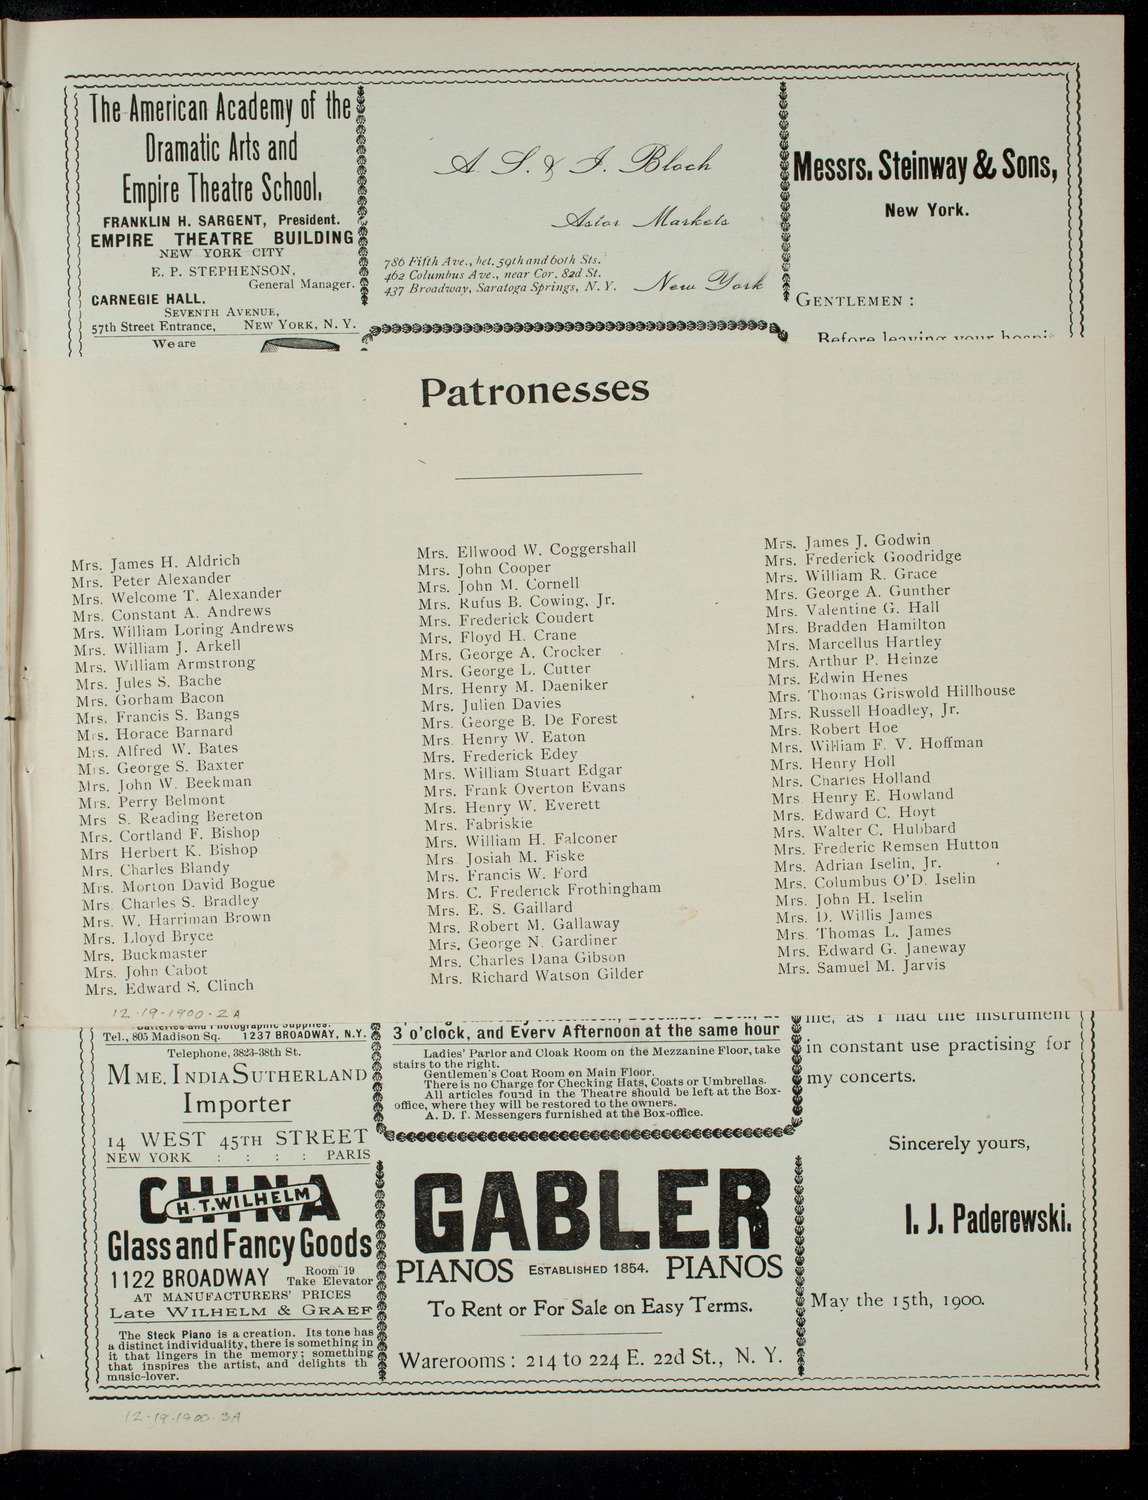 The American Academy of the
Dramatic Arts and
Empire Theatre School.
FRANKLIN H. SARGENT, President.
EMPIRE THEATRE BUILDING
NEW YORK CITY
E. P. STEPHENSON,
General Manager.
CARNEGIE HALL.
SEVENTH AVENUE,
57th Street Entrance, NEW YORK, N. Y.
We are
A. S. & I. Bloch
Astor Markets
786 Fifth Ave., bet. 59th and 60th Sts.
462 Columbus Ave., near Cor. 82d St.
437 Broadway, Saratoga Springs, N. Y.
New York
Messrs. Steinway & Sons,
New York.
GENTLEMEN :
Before leaving your hospi-
Patronesses
Mrs. James H. Aldrich
Mrs. Peter Alexander
Mrs. Welcome T. Alexander
Mrs. Constant A. Andrews
Mrs. William Loring Andrews
Mrs. William J. Arkell
Mrs. William Armstrong
Mrs. Jules S. Bache
Mrs. Gorham Bacon
Mrs. Francis S. Bangs
Mrs. Horace Barnard
Mrs. Alfred W. Bates
Mrs. George S. Baxter
Mrs. John W. Beekman
Mrs. Perry Belmont
Mrs S. Reading Bereton
Mrs. Cortland F. Bishop
Mrs Herbert K. Bishop
Mrs. Charles Blandy
Mrs. Morton David Bogue
Mrs. Charles S. Bradley
Mrs. W. Harriman Brown
Mrs. Lloyd Bryce
Mrs. Buckmaster
Mrs. John Cabot
Mrs. Edward S. Clinch
Mrs. Ellwood W. Coggershall
Mrs. John Cooper
Mrs. John M. Cornell
Mrs. Rufus B. Cowing, Jr.
Mrs. Frederick Coudert
Mrs. Floyd H. Crane
Mrs. George A. Crocker
Mrs. George L. Cutter
Mrs. Henry M. Daeniker
Mrs. Julien Davies
Mrs. George B. De Forest
Mrs. Henry W. Eaton
Mrs. Frederick Edey
Mrs. William Stuart Edgar
Mrs. Frank Overton Evans
Mrs. Henry W. Everett
Mrs. Fabriskie
Mrs. William H. Falconer
Mrs. Josiah M. Fiske
Mrs. Francis W. Ford
Mrs. C. Frederick Frothingham
Mrs. E. S. Gaillard
Mrs. Robert M. Gallaway
Mrs. George N. Gardiner
Mrs. Charles Dana Gibson
Mrs. Richard Watson Gilder
Mrs. James J. Godwin
Mrs. Frederick Goodridge
Mrs. William R. Grace
Mrs. George A. Gunther
Mrs. Valentine G. Hall
Mrs. Bradden Hamilton
Mrs. Marcellus Hartley
Mrs. Arthur P. Heinze
Mrs. Edwin Henes
Mrs. Thomas Griswold Hillhouse
Mrs. Russell Hoadley, Jr.
Mrs. Robert Hoe
Mrs. William F. V. Hoffman
Mrs. Henry Holl
Mrs. Charles Holland
Mrs. Henry E. Howland
Mrs. Edward C. Hoyt
Mrs. Walter C. Hubbard
Mrs. Frederic Remsen Hutton
Mrs. Adrian Iselin, Jr.
Mrs. Columbus O'D. Iselin
Mrs. John H. Iselin
Mrs. D. Willis James
Mrs. Thomas L. James
Mrs. Edward G. Janeway
Mrs. Samuel M. Jarvis
12-19-1900-2A
Batteries and Photographic Supplies.
Tel., 805 Madison Sq. 1237 BROADWAY, N.Y.
Telephone, 3823-38th St.
MME. INDIA SUTHERLAND
Importer
14 WEST 45TH STREET
NEW YORK : : : : PARIS
CHINA
H. T. WILHELM
Glass and Fancy Goods
1122 BROADWAY Room 19
Take Elevator
AT MANUFACTURERS' PRICES
Late WILHELM & GRAEF
The Steck Piano is a creation. Its tone has
a distinct individuality, there is something in
it that lingers in the memory; something
that inspires the artist, and delights th
music-lover.
3 o'clock, and Every Afternoon at the same hour
Ladies' Parlor and Cloak Room on the Mezzanine Floor, take
stairs to the right.
Gentlemen's Coat Room on Main Floor.
There is no Charge for Checking Hats, Coats or Umbrellas.
All articles found in the Theatre should be left at the Box-
office, where they will be restored to the owners.
A. D. T. Messengers furnished at the Box-office.
GABLER
PIANOS ESTABLISHED 1854. PIANOS
To Rent or For Sale on Easy Terms.
Warerooms: 214 to 224 E. 22d St., N. Y.
me, as I had the instrument
in constant use practising for
my concerts.
Sincerely yours,
I. J. Paderewski.
May the 15th, 1900.
12-19-1900-3A